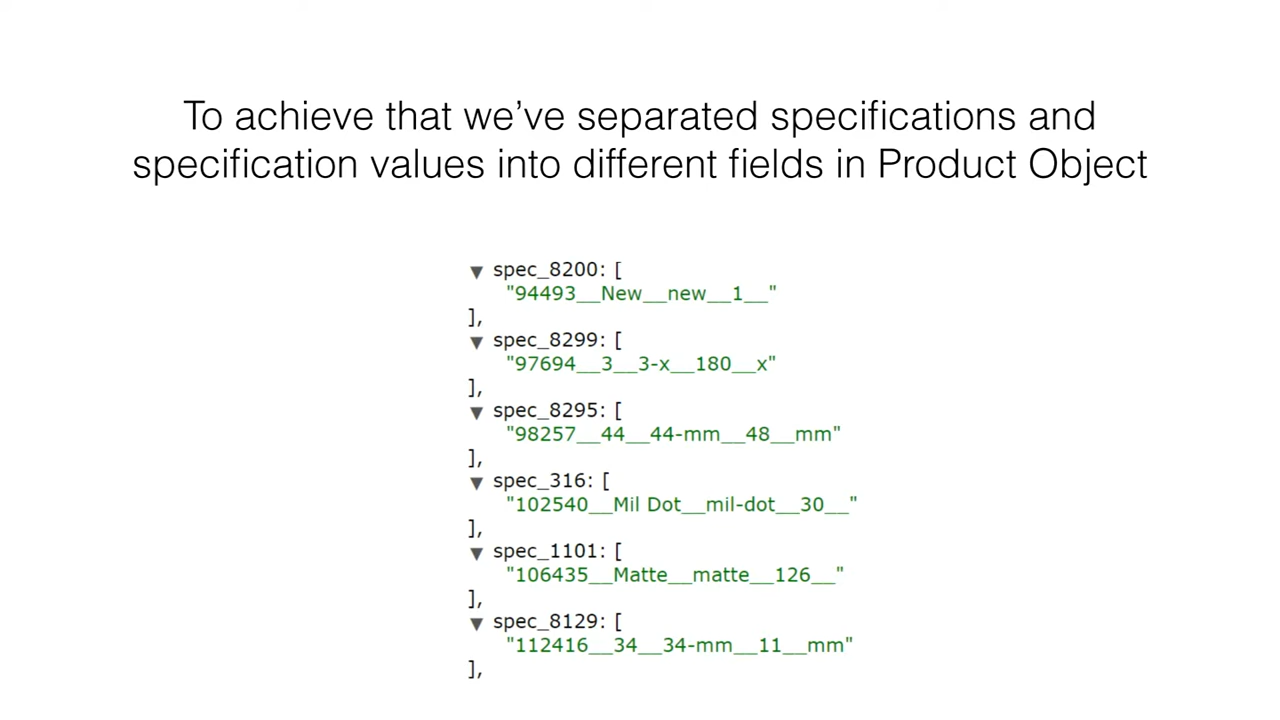 To achieve that we've separated specifications and
specification values into different fields in Product Object
▼ spec_8200: [
"94493__New__new__1__"
],
▼ spec_8299: [
"97694__3__3-x__180__x"
],
▼ spec_8295: [
"98257__44__44-mm__48__mm"
],
▼ spec_316: [
"102540__Mil Dot__mil-dot__30__"
],
▼ spec_1101: [
"106435__Matte__matte__126__"
],
▼ spec_8129: [
"112416__34__34-mm__11__mm"
],